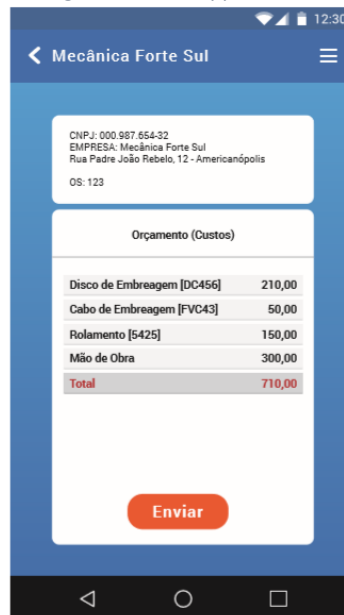 12:30
Mecânica Forte Sul
CNPJ: 000.987.654-32
EMPRESA: Mecânica Forte Sul
Rua Padre João Rebelo, 12 - Americanópolis
OS: 123
Orçamento (Custos)
Disco de Embreagem [DC456] 210,00
Cabo de Embreagem [FVC43] 50,00
Rolamento [5425] 150,00
Mão de Obra 300,00
Total 710,00
Enviar